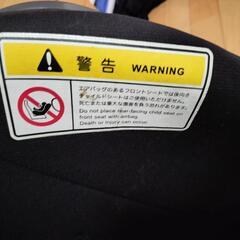 警告 WARNING
エアバッグのあるフロントシートでは後向き
チャイルドシートはご使用いただけません。
死亡または重大な傷害を負う恐れがあります。
Do not place rear-facing child seat on
front seat with airbag.
Death or injury can occur.